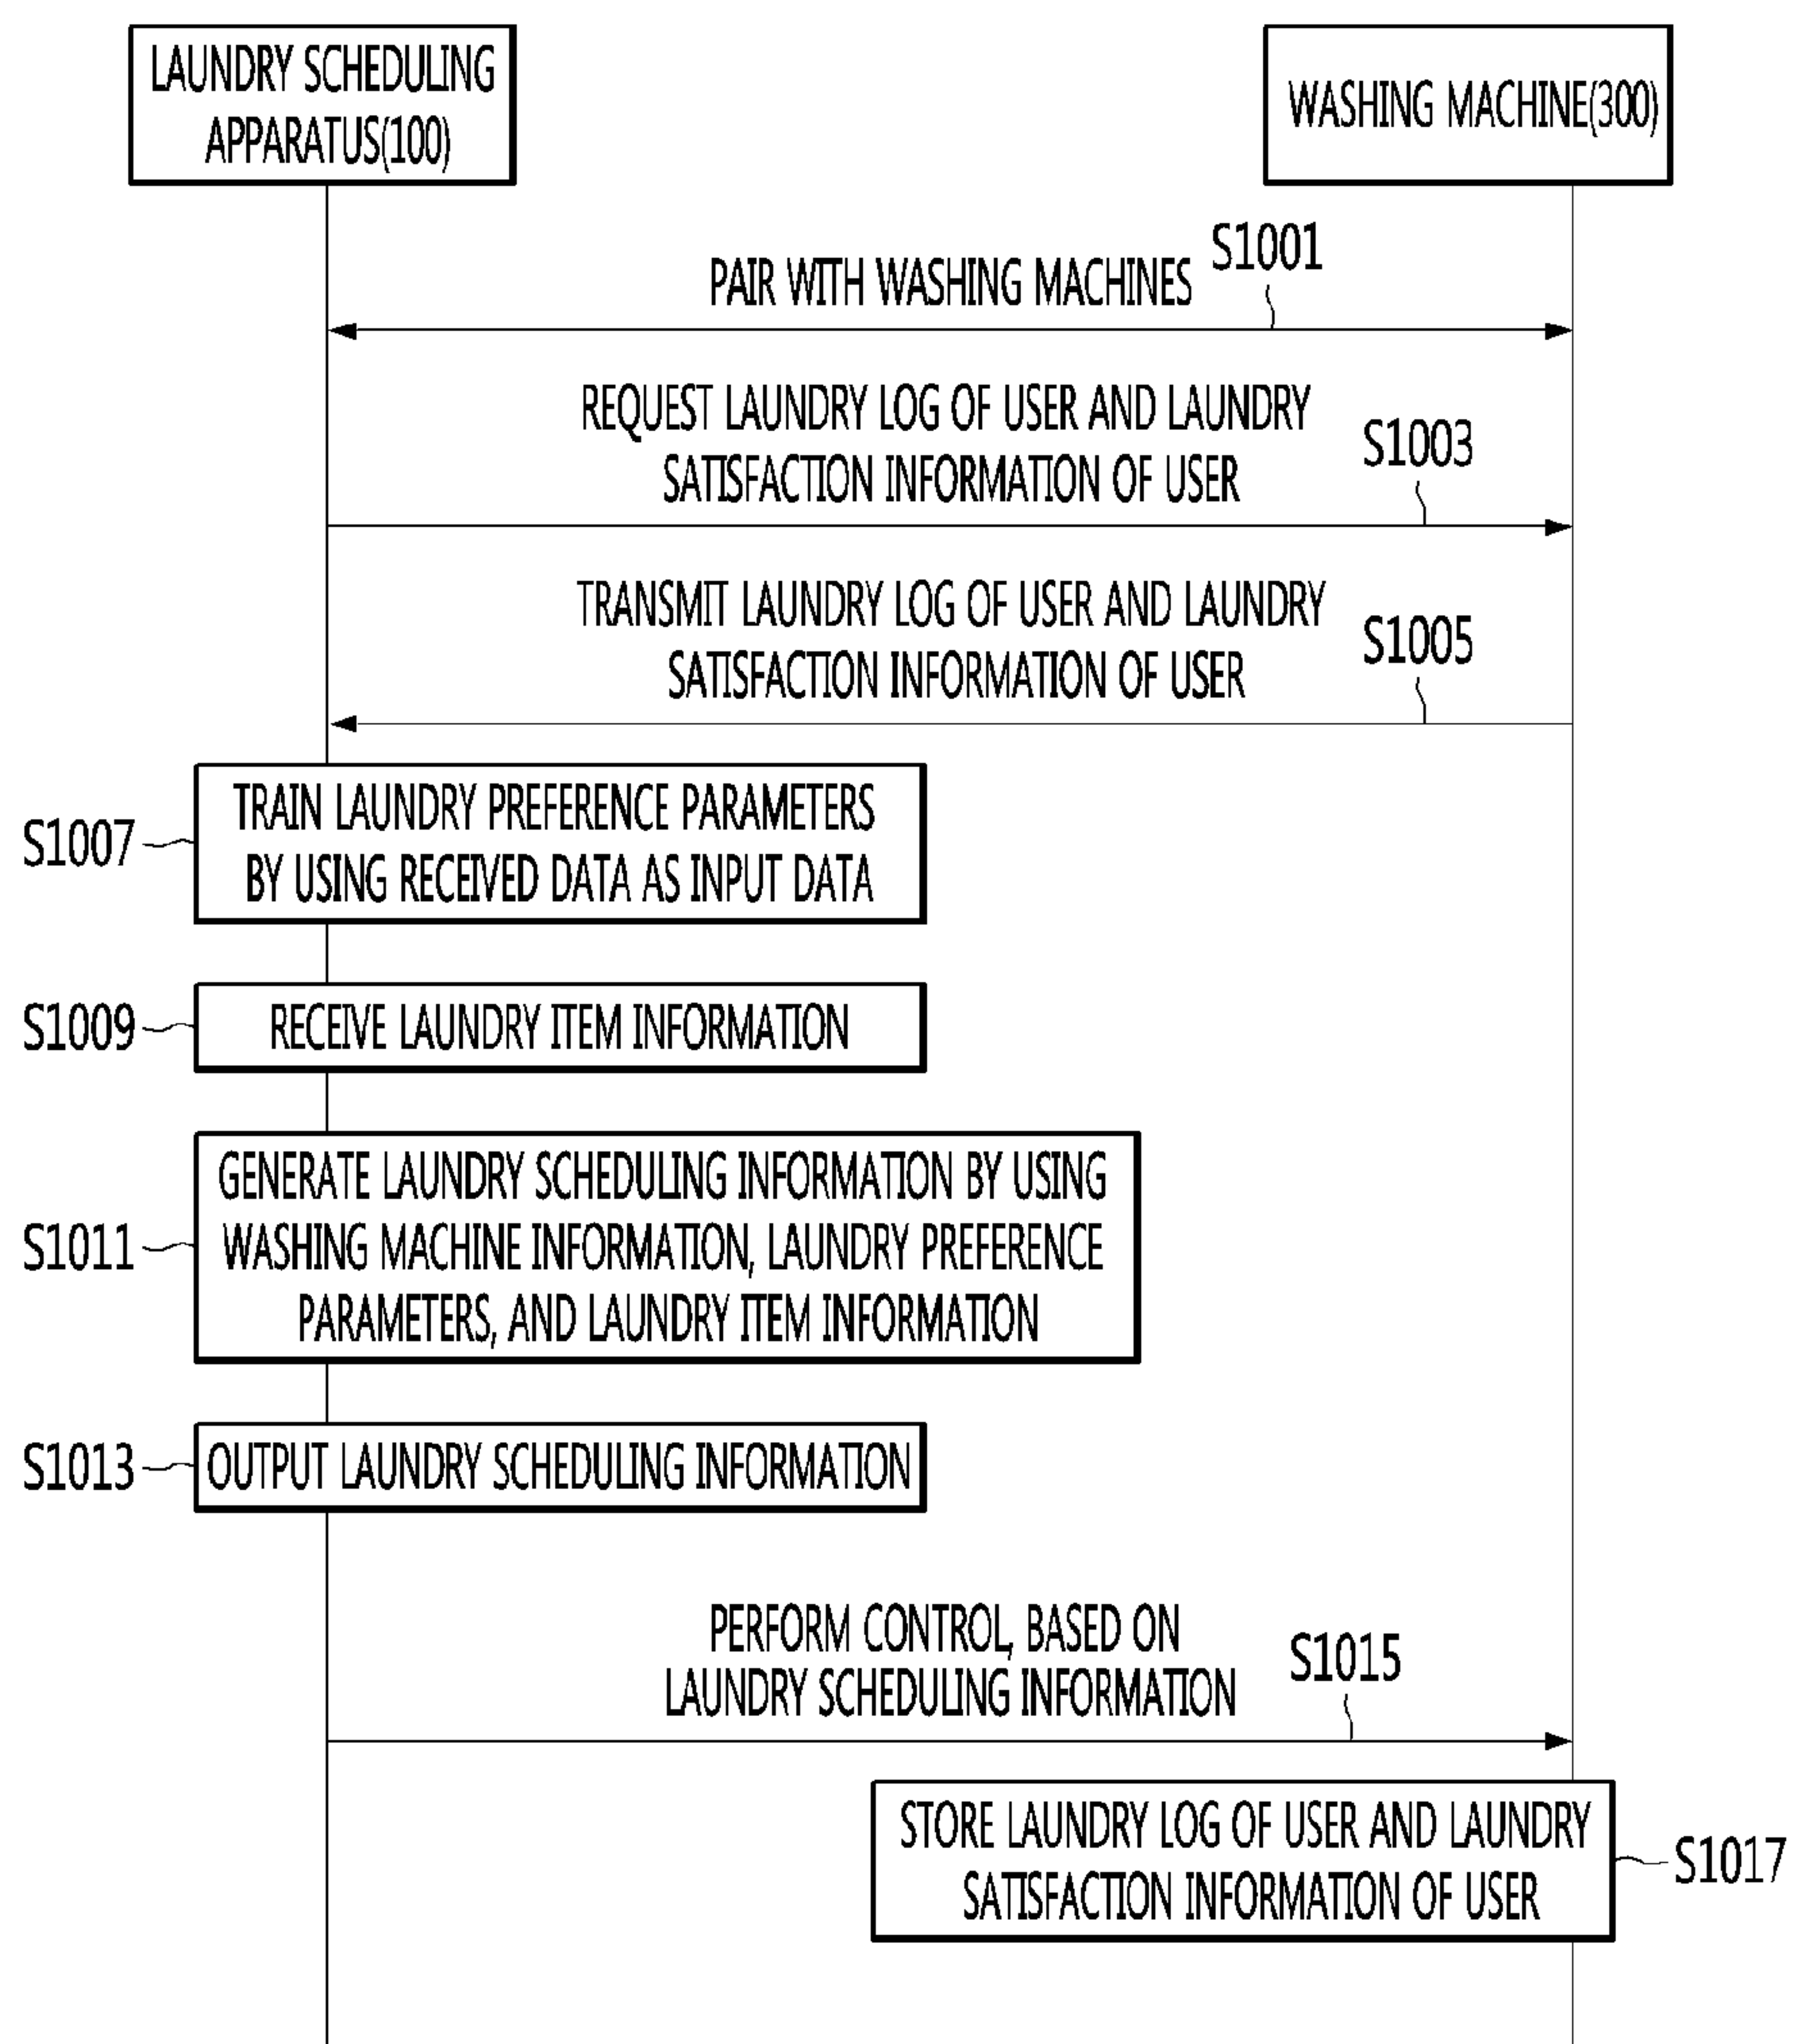 LAUNDRY SCHEDULING
APPARATUS(100)
WASHING MACHINE(300)
S1001
PAIR WITH WASHING MACHINES
REQUEST LAUNDRY LOG OF USER AND LAUNDRY
SATISFACTION INFORMATION OF USER
S1003
TRANSMIT LAUNDRY LOG OF USER AND LAUNDRY
SATISFACTION INFORMATION OF USER
S1005
S1007
TRAIN LAUNDRY PREFERENCE PARAMETERS
BY USING RECEIVED DATA AS INPUT DATA
S1009
RECEIVE LAUNDRY ITEM INFORMATION
S1011
GENERATE LAUNDRY SCHEDULING INFORMATION BY USING
WASHING MACHINE INFORMATION, LAUNDRY PREFERENCE
PARAMETERS, AND LAUNDRY ITEM INFORMATION
S1013
OUTPUT LAUNDRY SCHEDULING INFORMATION
PERFORM CONTROL, BASED ON
LAUNDRY SCHEDULING INFORMATION
S1015
STORE LAUNDRY LOG OF USER AND LAUNDRY
SATISFACTION INFORMATION OF USER
S1017